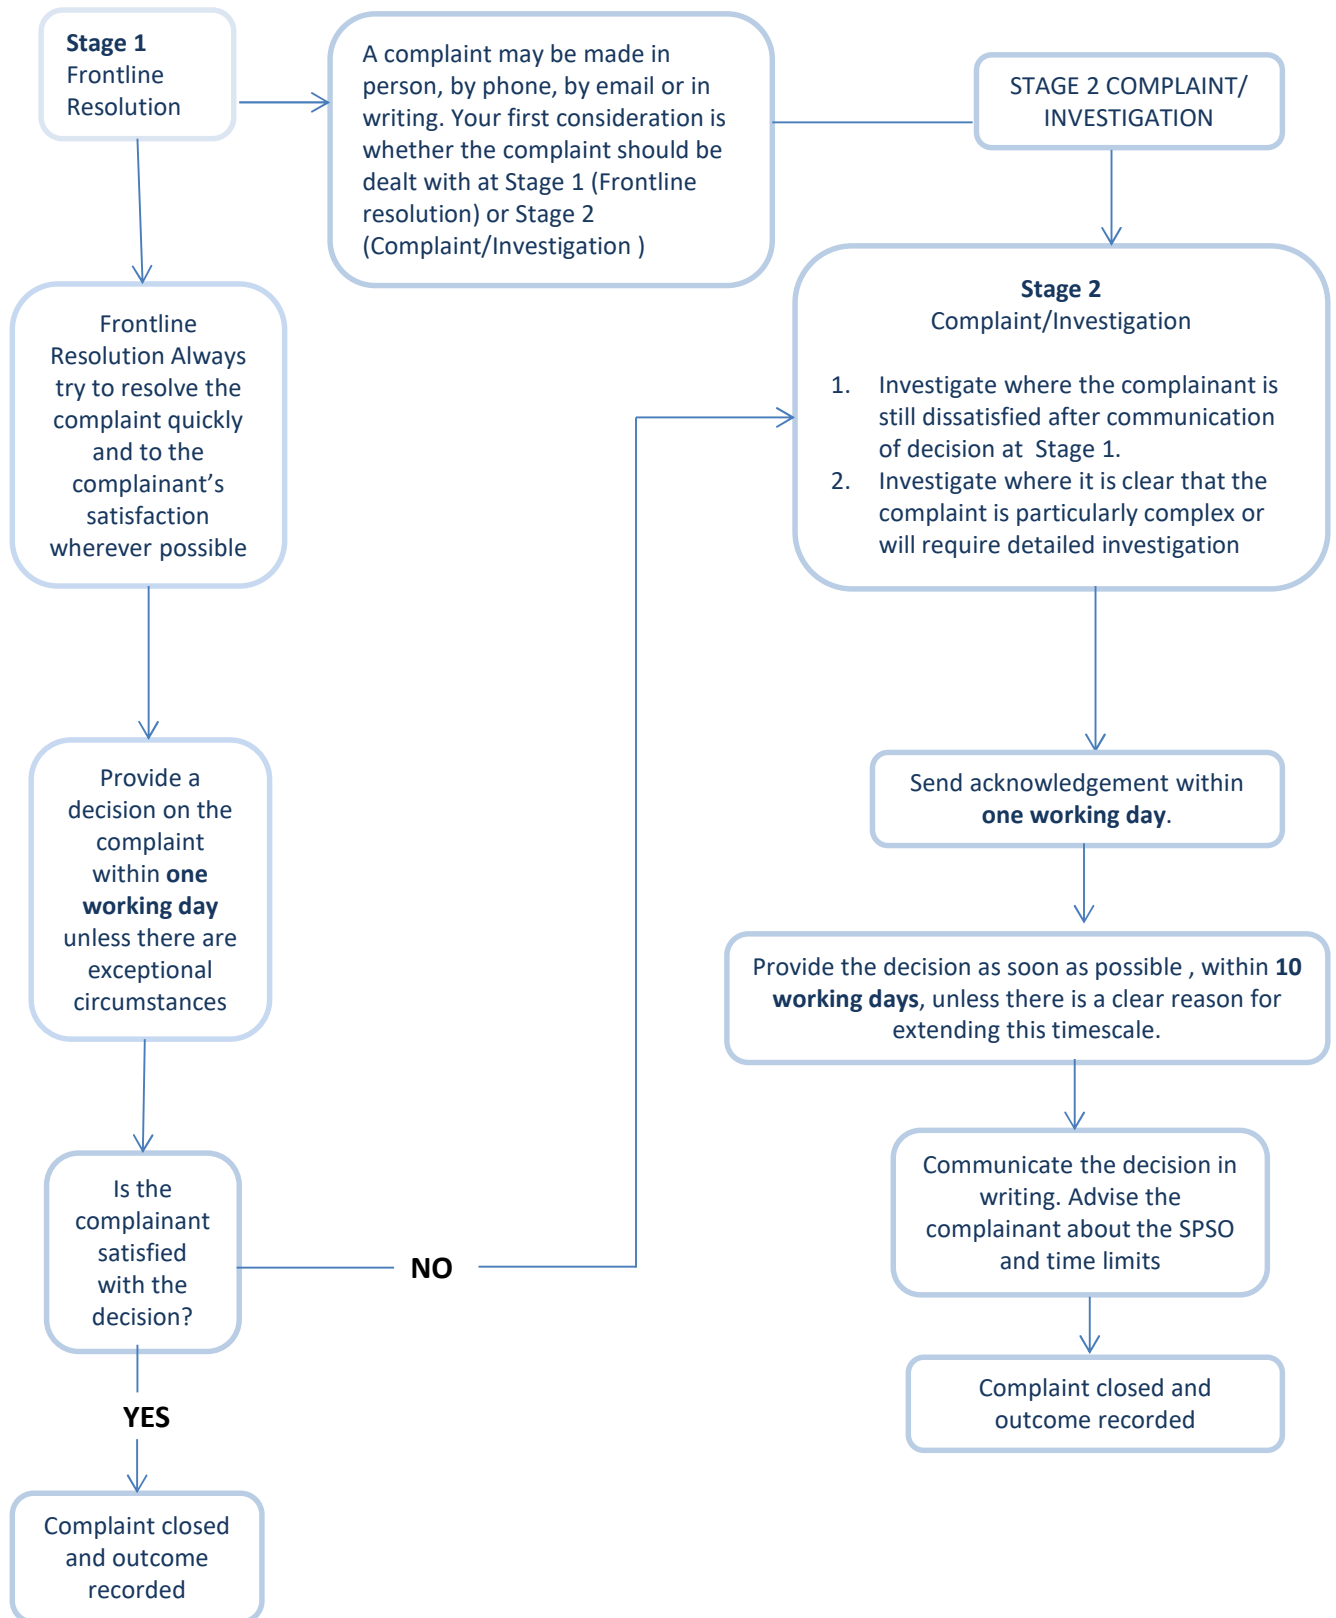 Stage 1
Frontline
Resolution
A complaint may be made in
person, by phone, by email or in
writing. Your first consideration is
whether the complaint should be
dealt with at Stage 1 (Frontline
resolution) or Stage 2
(Complaint/Investigation )
STAGE 2 COMPLAINT/
INVESTIGATION
Frontline
Resolution Always
try to resolve the
complaint quickly
and to the
complainant’s
satisfaction
wherever possible
Stage 2
Complaint/Investigation
1. Investigate where the complainant is
still dissatisfied after communication
of decision at Stage 1.
2. Investigate where it is clear that the
complaint is particularly complex or
will require detailed investigation
Provide a
decision on the
complaint
within one
working day
unless there are
exceptional
circumstances
Send acknowledgement within
one working day.
Provide the decision as soon as possible , within 10
working days, unless there is a clear reason for
extending this timescale.
Is the
complainant
satisfied
with the
decision?
NO
Communicate the decision in
writing. Advise the
complainant about the SPSO
and time limits
YES
Complaint closed and
outcome recorded
Complaint closed
and outcome
recorded